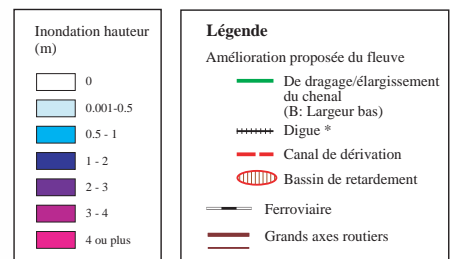 Inondation hauteur
(m)
0
0.001-0.5
0.5 - 1
1 - 2
2 - 3
3 - 4
4 ou plus
Légende
Amélioration proposée du fleuve
De dragage/élargissement
du chenal
(B: Largeur bas)
Digue *
Canal de dérivation
Bassin de retardement
Ferroviaire
Grands axes routiers